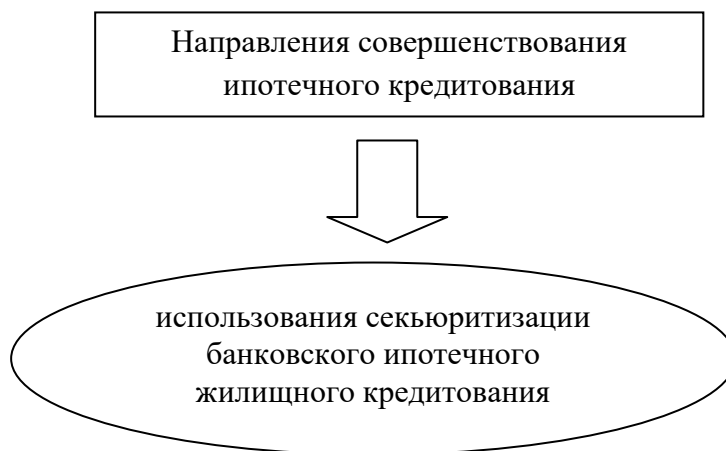 Направления совершенствования
ипотечного кредитования
использования секьюритизации
банковского ипотечного
жилищного кредитования